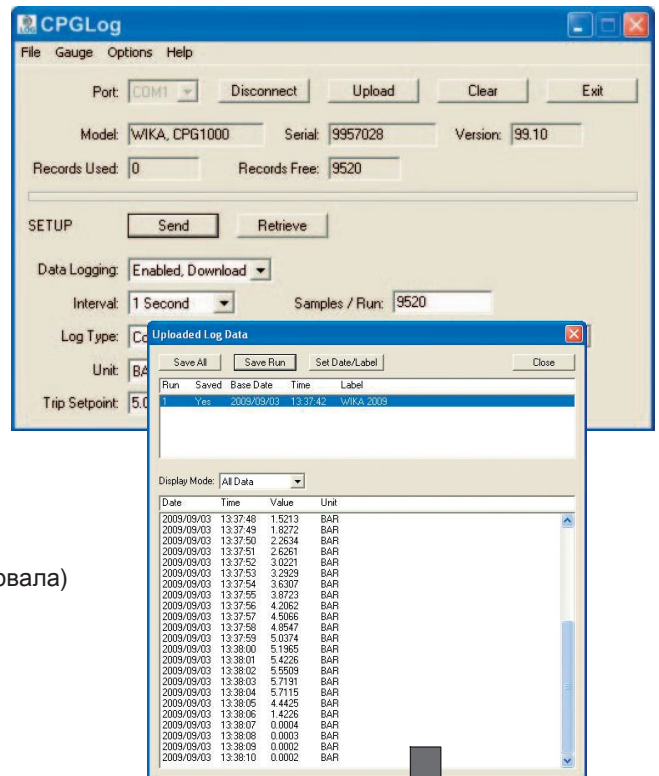 CPGLog
File Gauge Options Help
Port: COM1 Disconnect Upload Clear Exit
Model: WIKA, CPG1000 Serial: 9957028 Version: 99.10
Records Used: 0 Records Free: 9520
SETUP Send Retrieve
Data Logging: Enabled, Download
Interval: 1 Second Samples / Run: 9520
Log Type:
Unit:
Trip Setpoint: 5.0
Uploaded Log Data
Save All Save Run Set Date/Label Close
Run Saved Base Date Time Label
1 Yes 2009/09/03 13:37:42 WIKA 2009
Display Mode: All Data
Date Time Value Unit
2009/09/03 13:37:48 1.5213 BAR
2009/09/03 13:37:49 1.8272 BAR
2009/09/03 13:37:50 2.2634 BAR
2009/09/03 13:37:51 2.6261 BAR
2009/09/03 13:37:52 3.0221 BAR
2009/09/03 13:37:53 3.2929 BAR
2009/09/03 13:37:54 3.6307 BAR
2009/09/03 13:37:55 3.8723 BAR
2009/09/03 13:37:56 4.2062 BAR
2009/09/03 13:37:57 4.5066 BAR
2009/09/03 13:37:58 4.8547 BAR
2009/09/03 13:37:59 5.0374 BAR
2009/09/03 13:38:00 5.1965 BAR
2009/09/03 13:38:01 5.4226 BAR
2009/09/03 13:38:02 5.5509 BAR
2009/09/03 13:38:03 5.7191 BAR
2009/09/03 13:38:04 5.7115 BAR
2009/09/03 13:38:05 4.4425 BAR
2009/09/03 13:38:06 1.4226 BAR
2009/09/03 13:38:07 0.0004 BAR
2009/09/03 13:38:08 0.0003 BAR
2009/09/03 13:38:09 0.0002 BAR
2009/09/03 13:38:10 0.0002 BAR
овала)